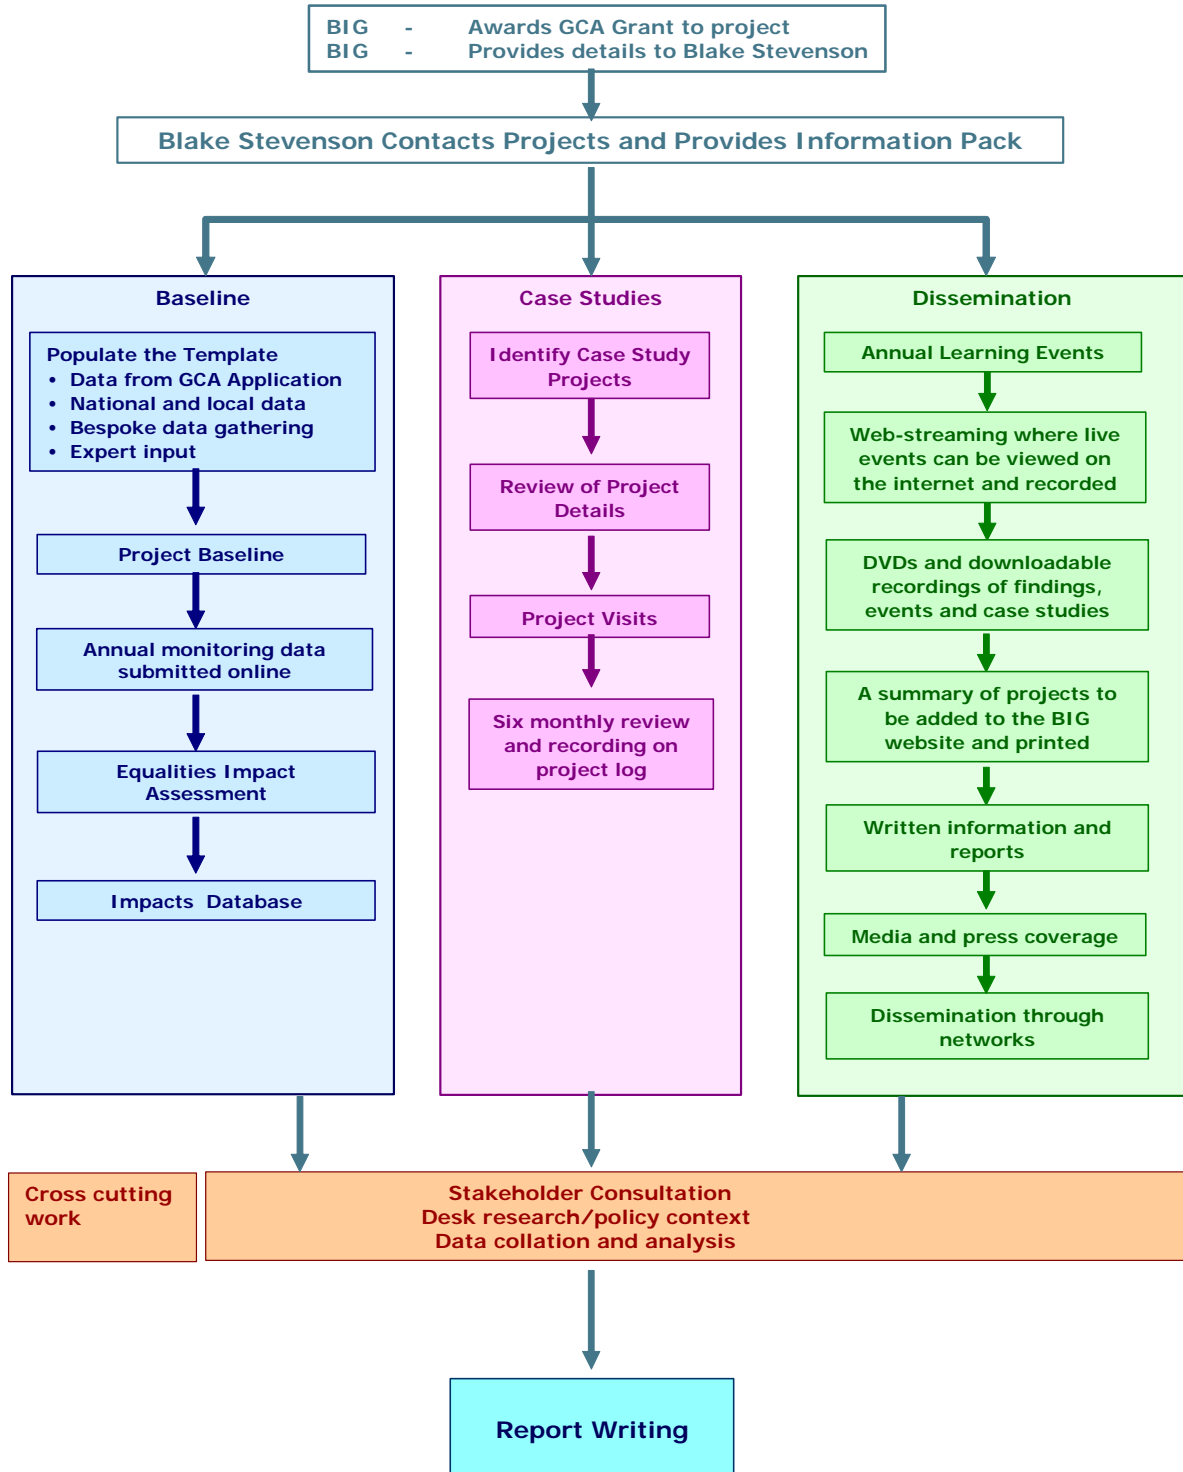 BIG - Awards GCA Grant to project
BIG - Provides details to Blake Stevenson
Blake Stevenson Contacts Projects and Provides Information Pack
Baseline
Populate the Template
• Data from GCA Application
• National and local data
• Bespoke data gathering
• Expert input
Project Baseline
Annual monitoring data
submitted online
Equalities Impact
Assessment
Impacts Database
Case Studies
Identify Case Study
Projects
Review of Project
Details
Project Visits
Six monthly review
and recording on
project log
Dissemination
Annual Learning Events
Web-streaming where live
events can be viewed on
the internet and recorded
DVDs and downloadable
recordings of findings,
events and case studies
A summary of projects to
be added to the BIG
website and printed
Written information and
reports
Media and press coverage
Dissemination through
networks
Cross cutting
work
Stakeholder Consultation
Desk research/policy context
Data collation and analysis
Report Writing